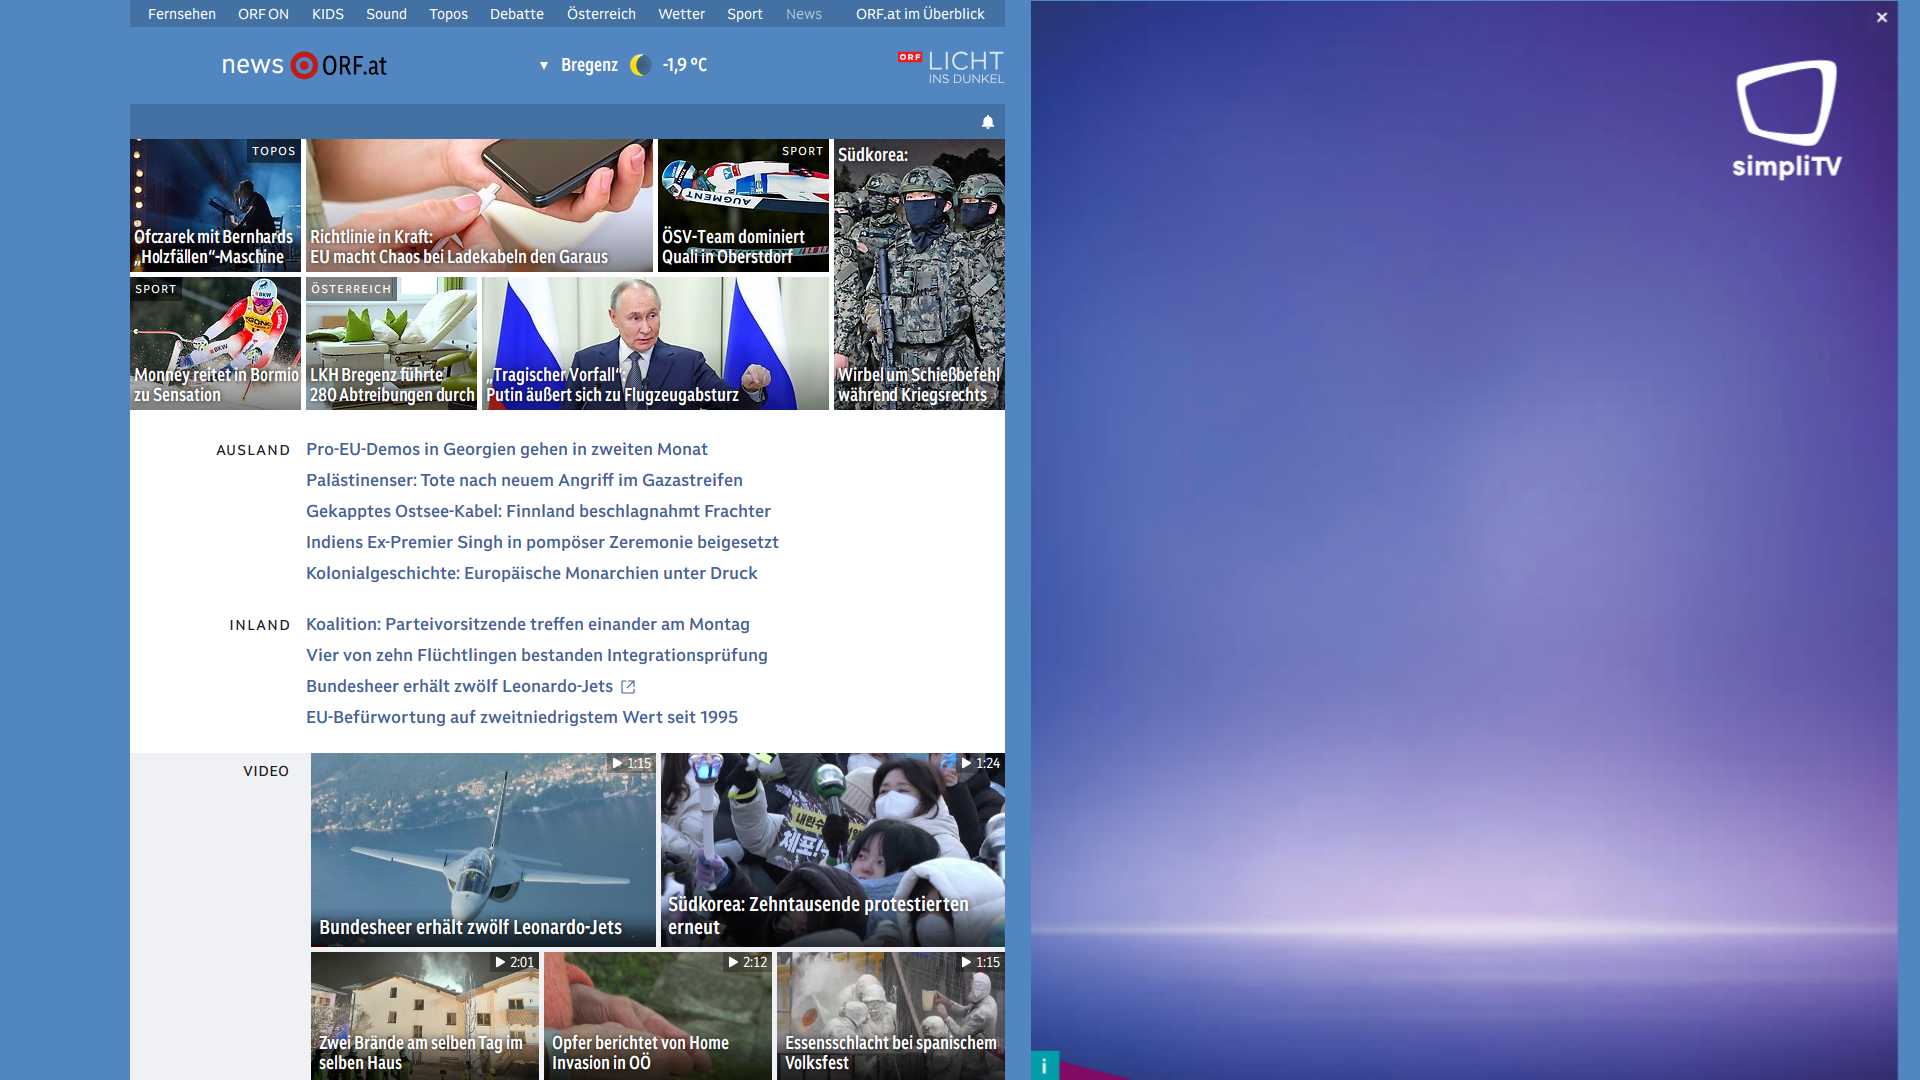 Fernsehen ORF ON KIDS Sound Topos Debatte Österreich Wetter Sport News ORF.at im Überblick
news ORF.at
Bregenz -1,9 °C
ORF LICHT
INS DUNKEL
simpliTV
TOPOS
Ofczarek mit Bernhards
„Holzfällen“-Maschine
Richtlinie in Kraft:
EU macht Chaos bei Ladekabeln den Garaus
SPORT
AUGMENT
ÖSV-Team dominiert
Quali in Oberstdorf
Südkorea:
Wirbel um Schießbefehl
während Kriegsrechts
SPORT
BKW
BKW
Monney reitet in Bormio
zu Sensation
ÖSTERREICH
LKH Bregenz führte
280 Abtreibungen durch
„Tragischer Vorfall“:
Putin äußert sich zu Flugzeugabsturz
AUSLAND
Pro-EU-Demos in Georgien gehen in zweiten Monat
Palästinenser: Tote nach neuem Angriff im Gazastreifen
Gekapptes Ostsee-Kabel: Finnland beschlagnahmt Frachter
Indiens Ex-Premier Singh in pompöser Zeremonie beigesetzt
Kolonialgeschichte: Europäische Monarchien unter Druck
INLAND
Koalition: Parteivorsitzende treffen einander am Montag
Vier von zehn Flüchtlingen bestanden Integrationsprüfung
Bundesheer erhält zwölf Leonardo-Jets
EU-Befürwortung auf zweitniedrigstem Wert seit 1995
VIDEO
1:15
Bundesheer erhält zwölf Leonardo-Jets
1:24
체포!
Südkorea: Zehntausende protestierten
erneut
2:01
Zwei Brände am selben Tag im
selben Haus
2:12
Opfer berichtet von Home
Invasion in OÖ
1:15
Essensschlacht bei spanischem
Volksfest
i